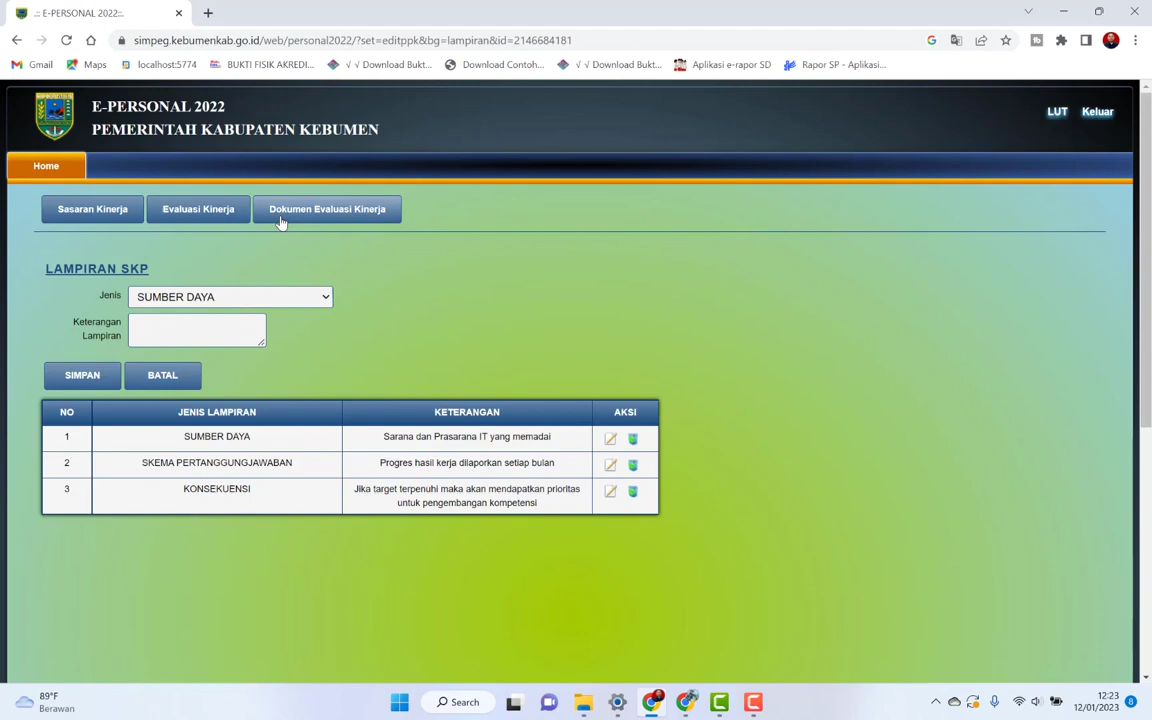 .:: E-PERSONAL 2022::.
simpeg.kebumenkab.go.id/web/personal2022/?set=editppk&bg=lampiran&id=2146684181
Gmail
Maps
localhost:5774
BUKTI FISIK AKREDI...
√ √ Download Bukt...
Download Contoh...
√ √ Download Bukt...
Aplikasi e-rapor SD
Rapor SP - Aplikasi...
E-PERSONAL 2022
PEMERINTAH KABUPATEN KEBUMEN
LUT Keluar
Home
Sasaran Kinerja
Evaluasi Kinerja
Dokumen Evaluasi Kinerja
LAMPIRAN SKP
Jenis SUMBER DAYA
Keterangan
Lampiran
SIMPAN BATAL
NO JENIS LAMPIRAN KETERANGAN AKSI
1 SUMBER DAYA Sarana dan Prasarana IT yang memadai
2 SKEMA PERTANGGUNGJAWABAN Progres hasil kerja dilaporkan setiap bulan
3 KONSEKUENSI Jika target terpenuhi maka akan mendapatkan prioritas
untuk pengembangan kompetensi
89°F
Berawan
Search
12:23
12/01/2023
8